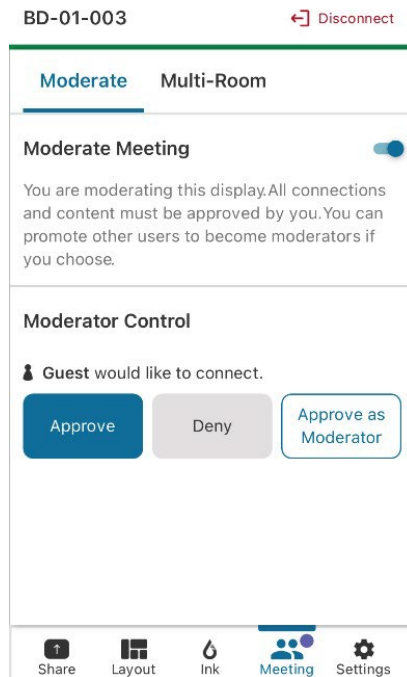 BD-01-003 Disconnect
Moderate Multi-Room
Moderate Meeting
You are moderating this display.All connections
and content must be approved by you.You can
promote other users to become moderators if
you choose.
Moderator Control
Guest would like to connect.
Approve Deny Approve as
Moderator
Share Layout Ink Meeting Settings